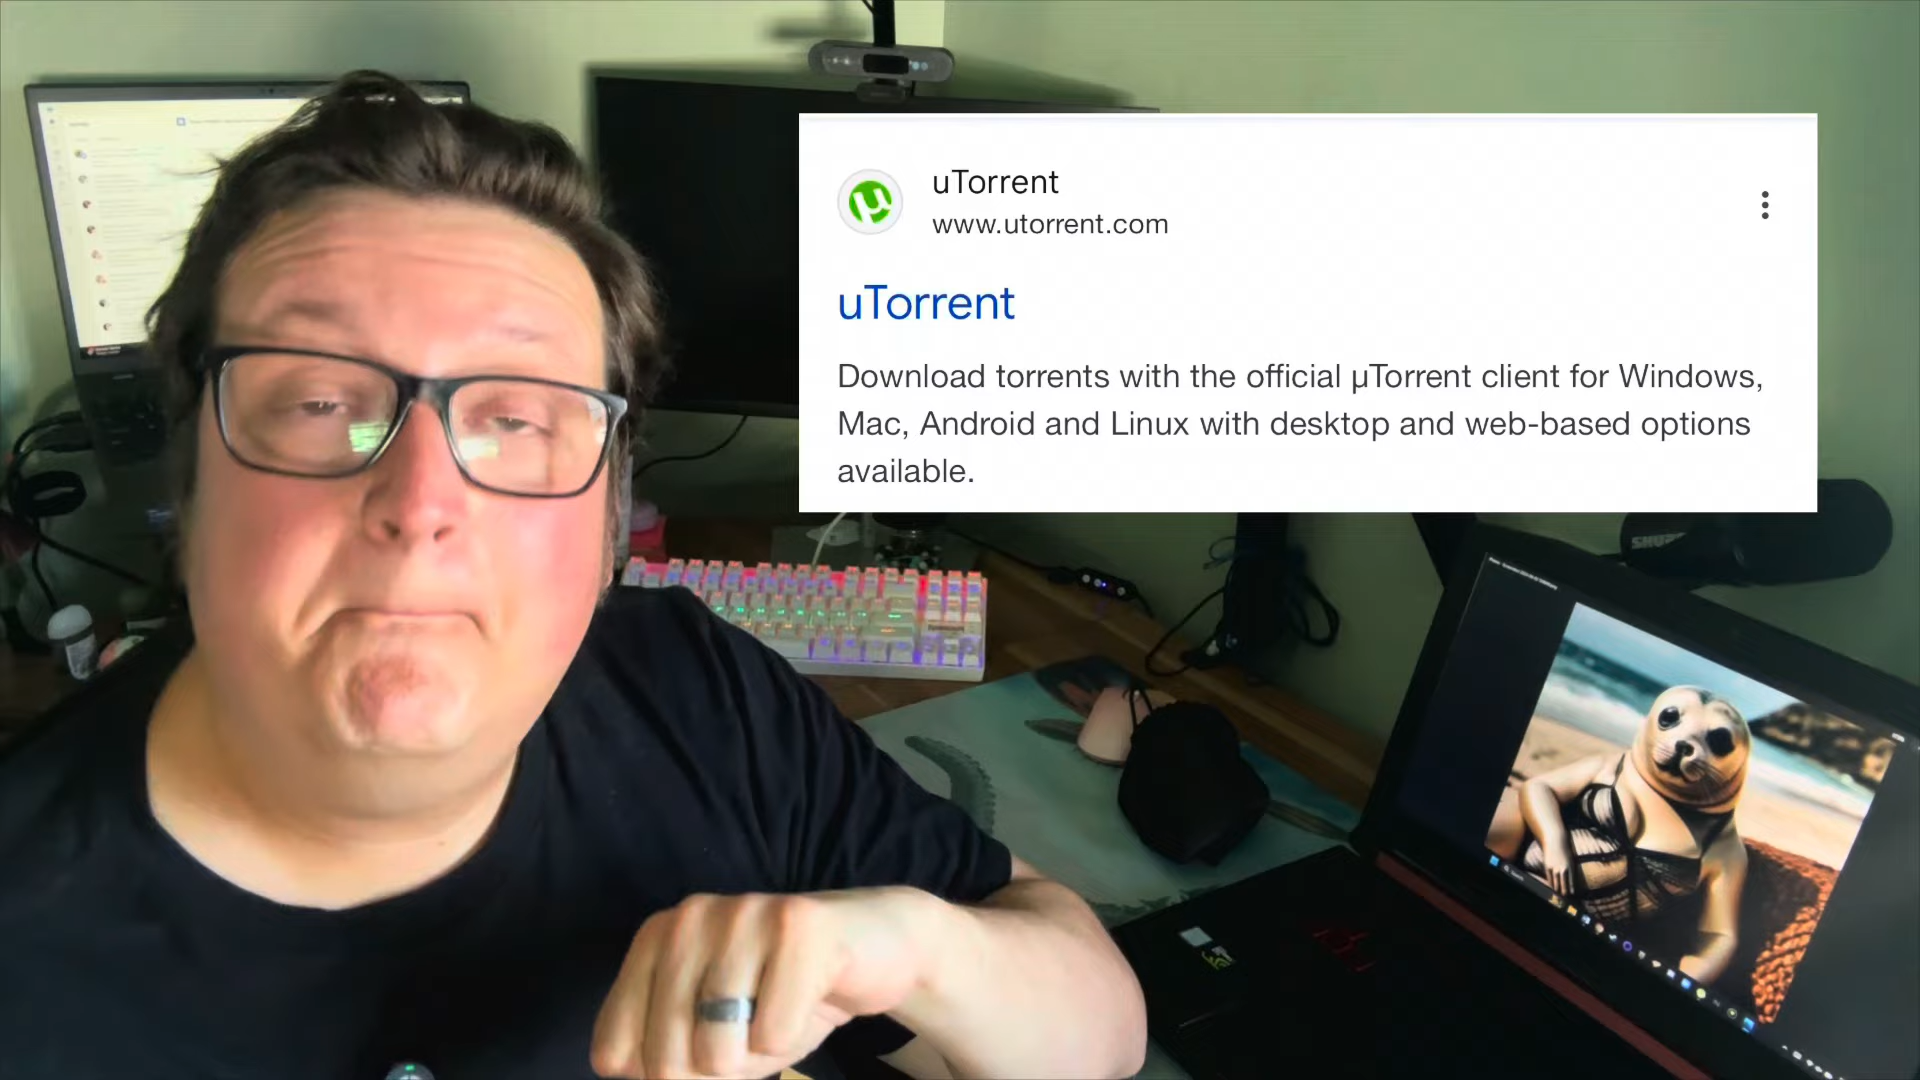 uTorrent
www.utorrent.com
uTorrent
Download torrents with the official µTorrent client for Windows,
Mac, Android and Linux with desktop and web-based options
available.
SHURE